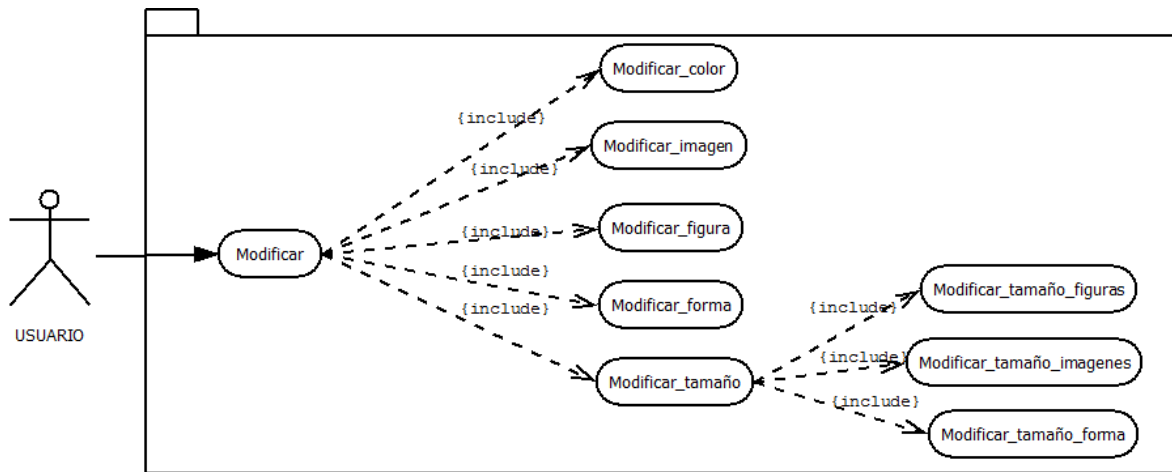 Modificar_color
{include}
Modificar_imagen
{include}
Modificar_figura
{include}
Modificar
{include}
Modificar_forma
{include}
Modificar_tamaño_figuras
{include}
USUARIO
Modificar_tamaño
{include}
Modificar_tamaño_imagenes
{include}
Modificar_tamaño_forma